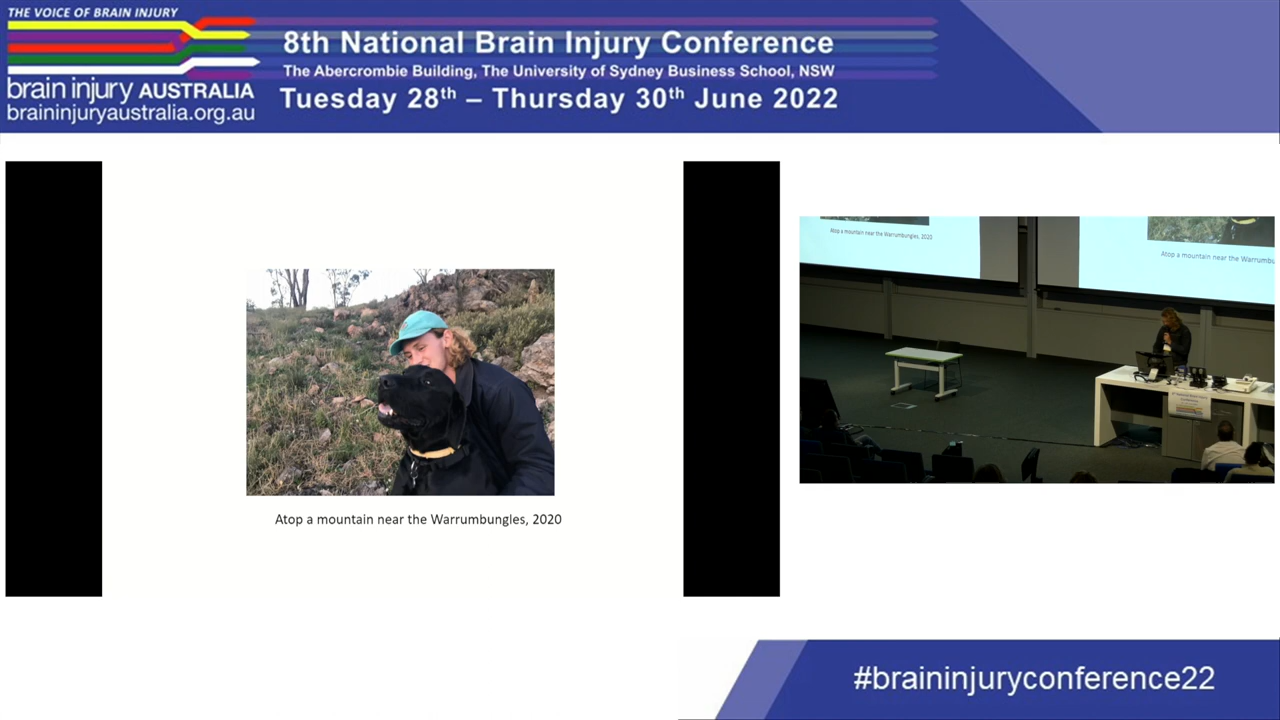 THE VOICE OF BRAIN INJURY
brain injury AUSTRALIA
braininjuryaustralia.org.au
8th National Brain Injury Conference
The Abercrombie Building, The University of Sydney Business School, NSW
Tuesday 28th – Thursday 30th June 2022
Atop a mountain near the Warrumbungles, 2020
Atop a mountain near the Warrumbungles, 2020
Atop a mountain near the Warrumbu
#braininjuryconference22